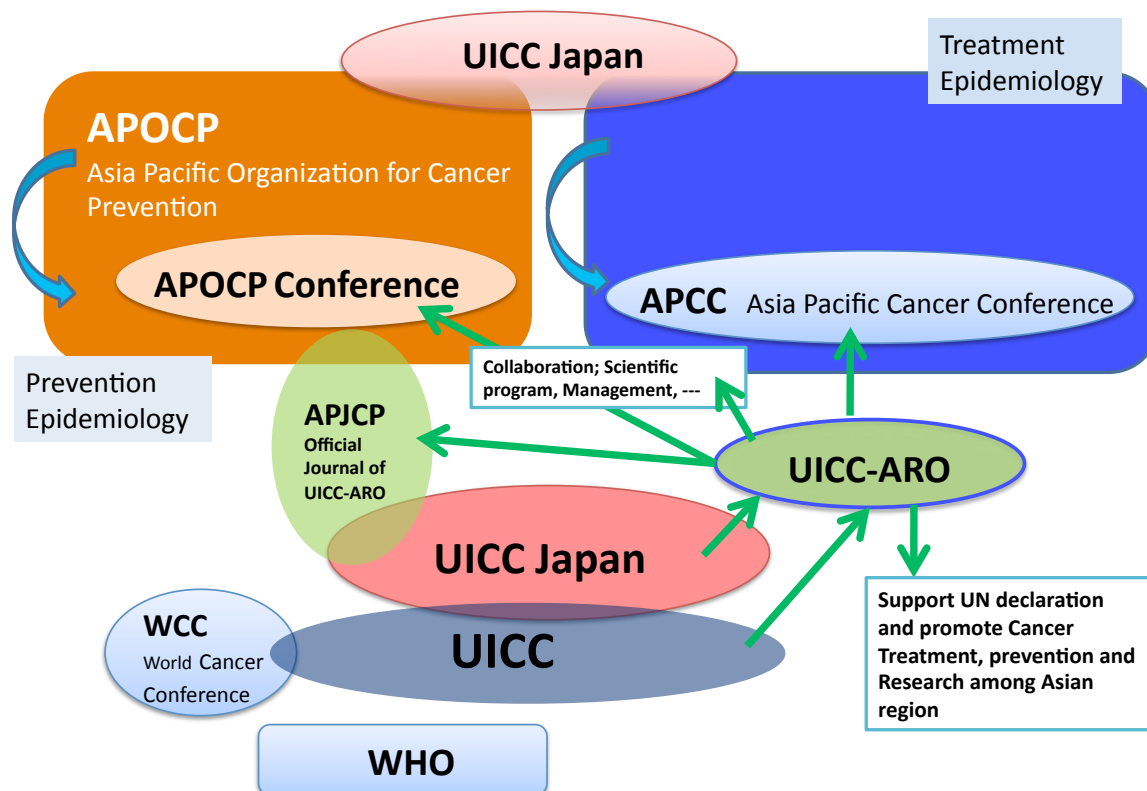 UICC Japan
Treatment
Epidemiology
APOCP
Asia Pacific Organization for Cancer
Prevention
APOCP Conference
APCC Asia Pacific Cancer Conference
Collaboration; Scientific
program, Management, ---
Prevention
Epidemiology
APJCP
Official
Journal of
UICC-ARO
UICC-ARO
UICC Japan
WCC
World Cancer
Conference
UICC
Support UN declaration
and promote Cancer
Treatment, prevention and
Research among Asian
region
WHO